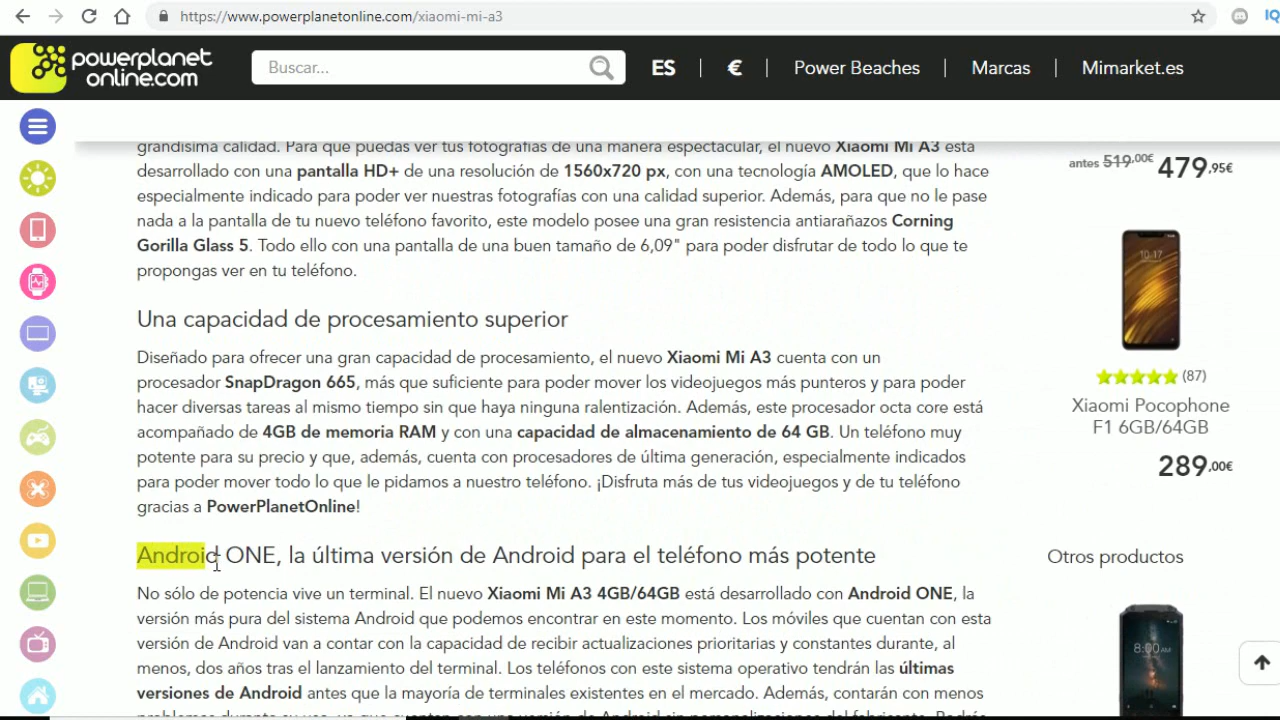 https://www.powerplanetonline.com/xiaomi-mi-a3
IQ
powerplanet
online.com
Buscar...
ES
€
Power Beaches
Marcas
Mimarket.es
grandísima calidad. Para que puedas ver tus fotografías de una manera espectacular, el nuevo Xiaomi Mi A3 está
desarrollado con una pantalla HD+ de una resolución de 1560x720 px, con una tecnología AMOLED, que lo hace
especialmente indicado para poder ver nuestras fotografías con una calidad superior. Además, para que no le pase
nada a la pantalla de tu nuevo teléfono favorito, este modelo posee una gran resistencia antiarañazos Corning
Gorilla Glass 5. Todo ello con una pantalla de una buen tamaño de 6,09" para poder disfrutar de todo lo que te
propongas ver en tu teléfono.
Una capacidad de procesamiento superior
Diseñado para ofrecer una gran capacidad de procesamiento, el nuevo Xiaomi Mi A3 cuenta con un
procesador SnapDragon 665, más que suficiente para poder mover los videojuegos más punteros y para poder
hacer diversas tareas al mismo tiempo sin que haya ninguna ralentización. Además, este procesador octa core está
acompañado de 4GB de memoria RAM y con una capacidad de almacenamiento de 64 GB. Un teléfono muy
potente para su precio y que, además, cuenta con procesadores de última generación, especialmente indicados
para poder mover todo lo que le pidamos a nuestro teléfono. ¡Disfruta más de tus videojuegos y de tu teléfono
gracias a PowerPlanetOnline!
Android ONE, la última versión de Android para el teléfono más potente
No sólo de potencia vive un terminal. El nuevo Xiaomi Mi A3 4GB/64GB está desarrollado con Android ONE, la
versión más pura del sistema Android que podemos encontrar en este momento. Los móviles que cuentan con esta
versión de Android van a contar con la capacidad de recibir actualizaciones prioritarias y constantes durante, al
menos, dos años tras el lanzamiento del terminal. Los teléfonos con este sistema operativo tendrán las últimas
versiones de Android antes que la mayoría de terminales existentes en el mercado. Además, contarán con menos
antes 519,00€ 479,95€
10:17
(87)
Xiaomi Pocophone
F1 6GB/64GB
289,00€
Otros productos
8:00AM